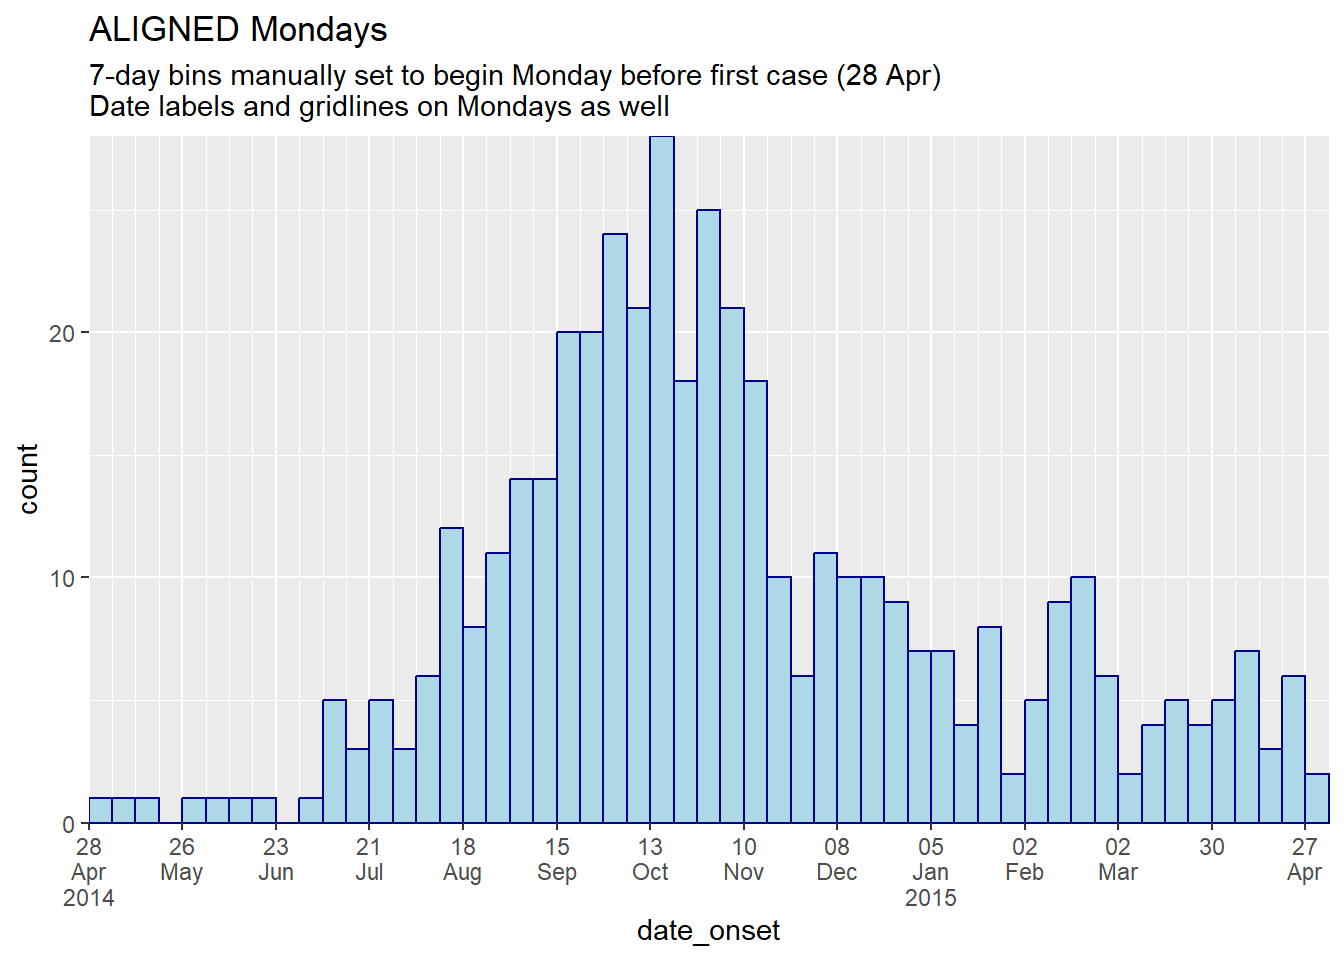 ALIGNED Mondays
7-day bins manually set to begin Monday before first case (28 Apr)
Date labels and gridlines on Mondays as well
count
20
10
0
28 26 23 21 18 15 13 10 08 05 02 02 30 27
Apr May Jun Jul Aug Sep Oct Nov Dec Jan Feb Mar Apr
2014 2015
date_onset